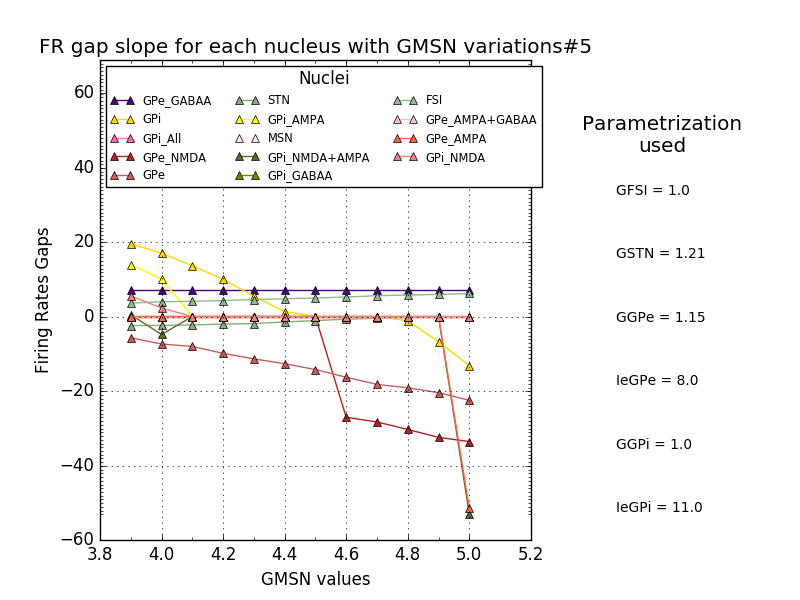 FR gap slope for each nucleus with GMSN variations#5
Nuclei
GPe_GABAA STN FSI
GPi GPi_AMPA GPe_AMPA+GABAA
GPi_All MSN GPe_AMPA
GPe_NMDA GPi_NMDA+AMPA GPi_NMDA
GPe GPi_GABAA
60
40
20
0
−20
−40
−60
Firing Rates Gaps
3.8 4.0 4.2 4.4 4.6 4.8 5.0 5.2
GMSN values
Parametrization
used
GFSI = 1.0
GSTN = 1.21
GGPe = 1.15
IeGPe = 8.0
GGPi = 1.0
IeGPi = 11.0